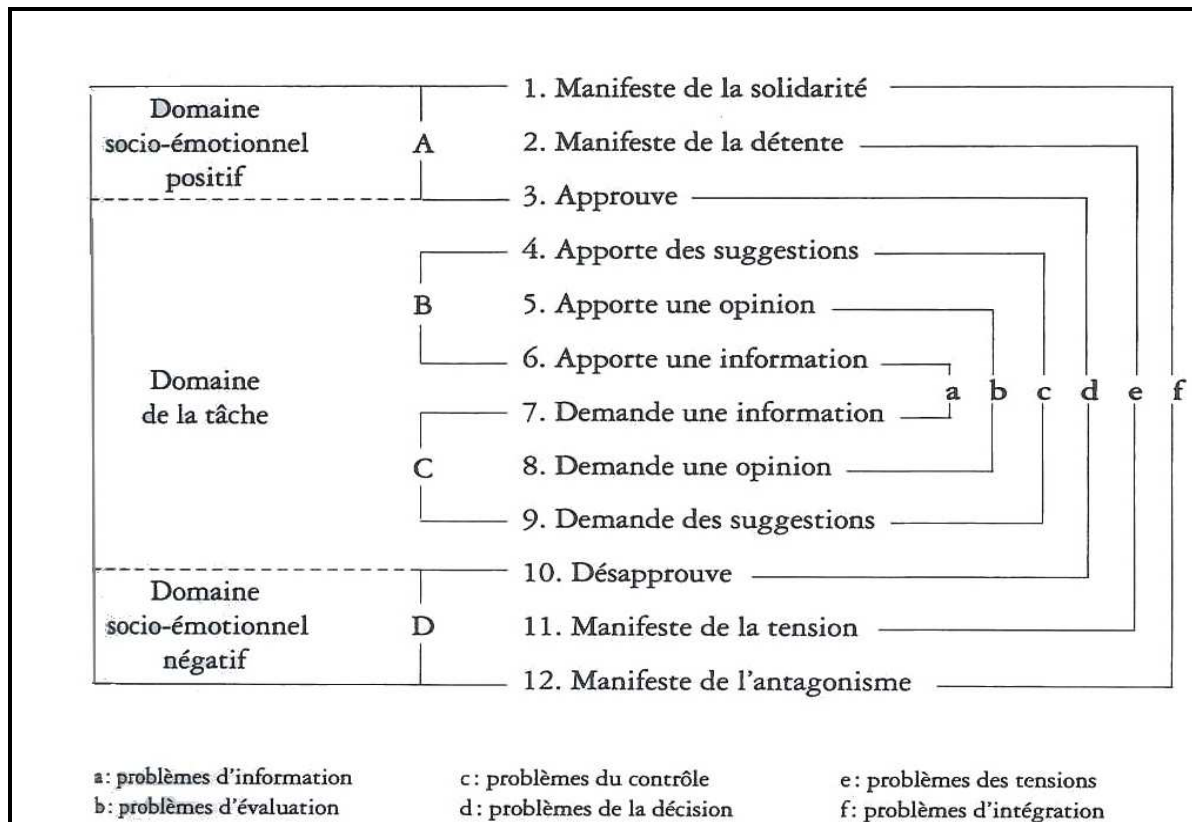 Domaine
socio-émotionnel
positif
A
1. Manifeste de la solidarité
2. Manifeste de la détente
3. Approuve
Domaine
de la tâche
B
4. Apporte des suggestions
5. Apporte une opinion
6. Apporte une information
C
7. Demande une information
8. Demande une opinion
9. Demande des suggestions
Domaine
socio-émotionnel
négatif
D
10. Désapprouve
11. Manifeste de la tension
12. Manifeste de l'antagonisme
a b c d e f
a: problèmes d'information
b: problèmes d'évaluation
c: problèmes du contrôle
d: problèmes de la décision
e: problèmes des tensions
f: problèmes d'intégration